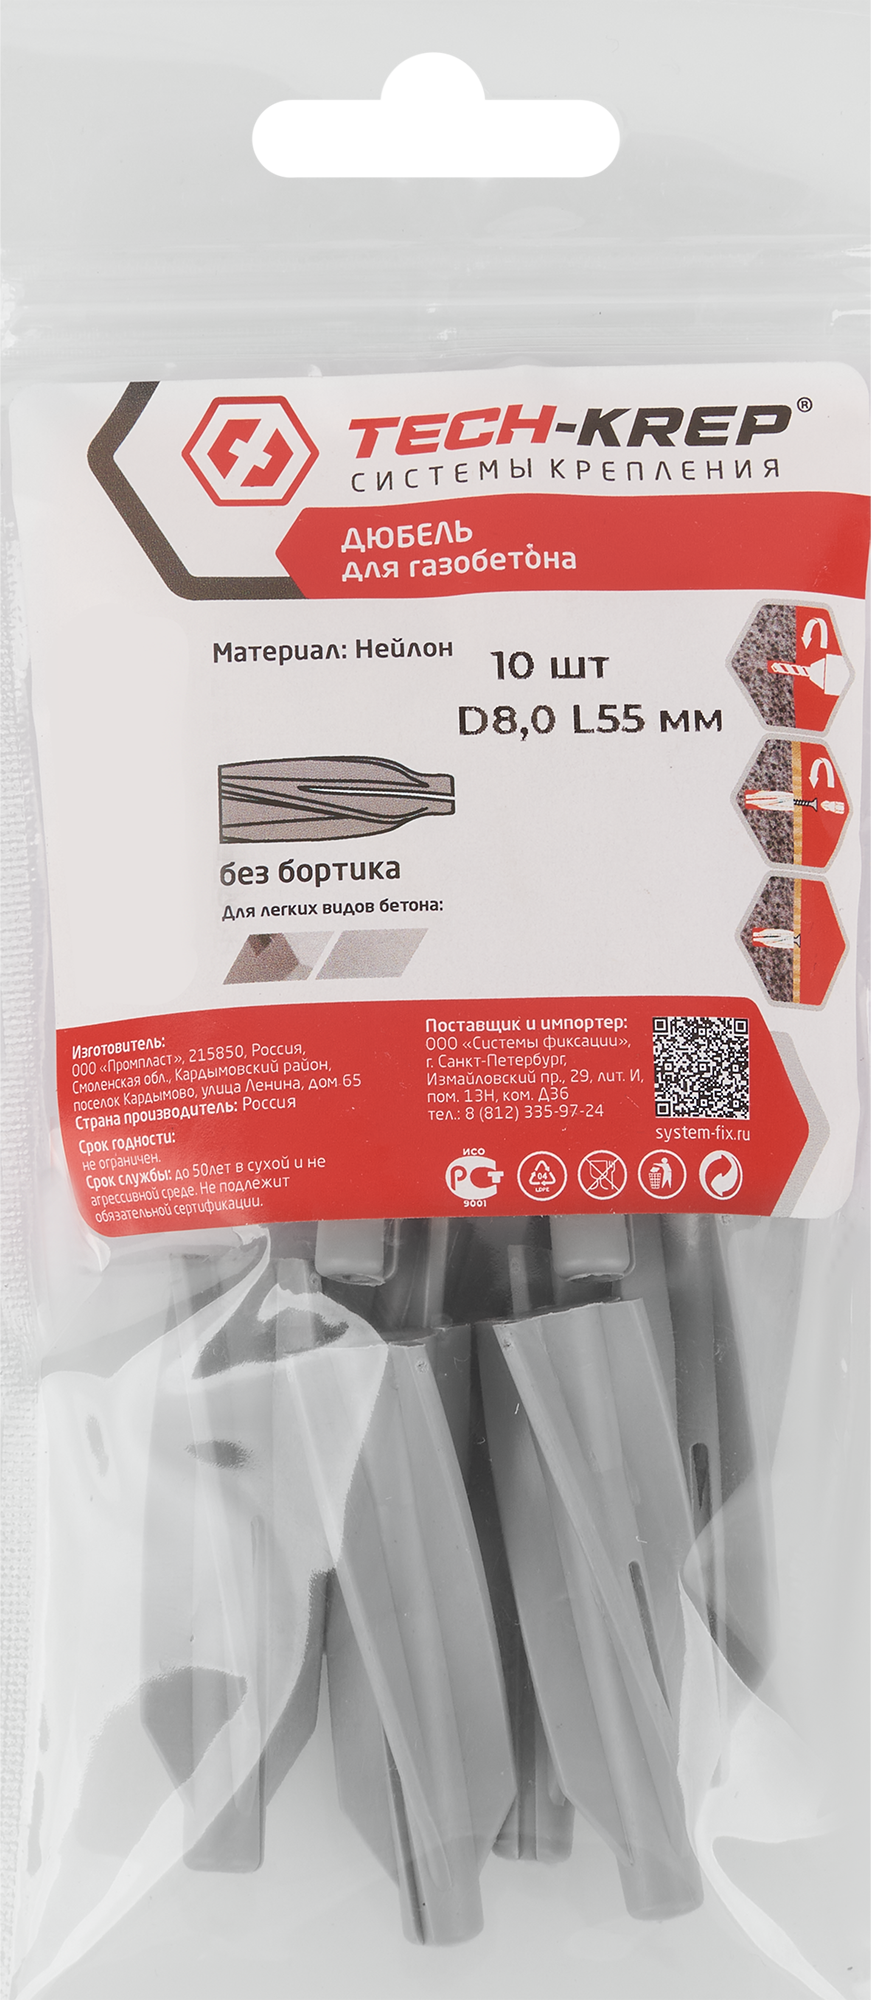 TECH-KREP®
СИСТЕМЫ КРЕПЛЕНИЯ
ДЮБЕЛЬ
для газобетона
Материал: Нейлон
10 шт
D8,0 L55 мм
без бортика
Для легких видов бетона:
Изготовитель:
ООО «Промпласт», 215850, Россия,
Смоленская обл., Кардымовский район,
поселок Кардымово, улица Ленина, дом 65
Страна производитель: Россия
Срок годности:
не ограничен.
Срок службы: до 50лет в сухой и не
агрессивной среде. Не подлежит
обязательной сертификации.
Поставщик и импортер:
ООО «Системы фиксации»,
г. Санкт-Петербург,
Измайловский пр., 29, лит. И,
пом. 13Н, ком. Д36
тел.: 8 (812) 335-97-24
system-fix.ru
ИСО
РСТ
9001
04
LDPE